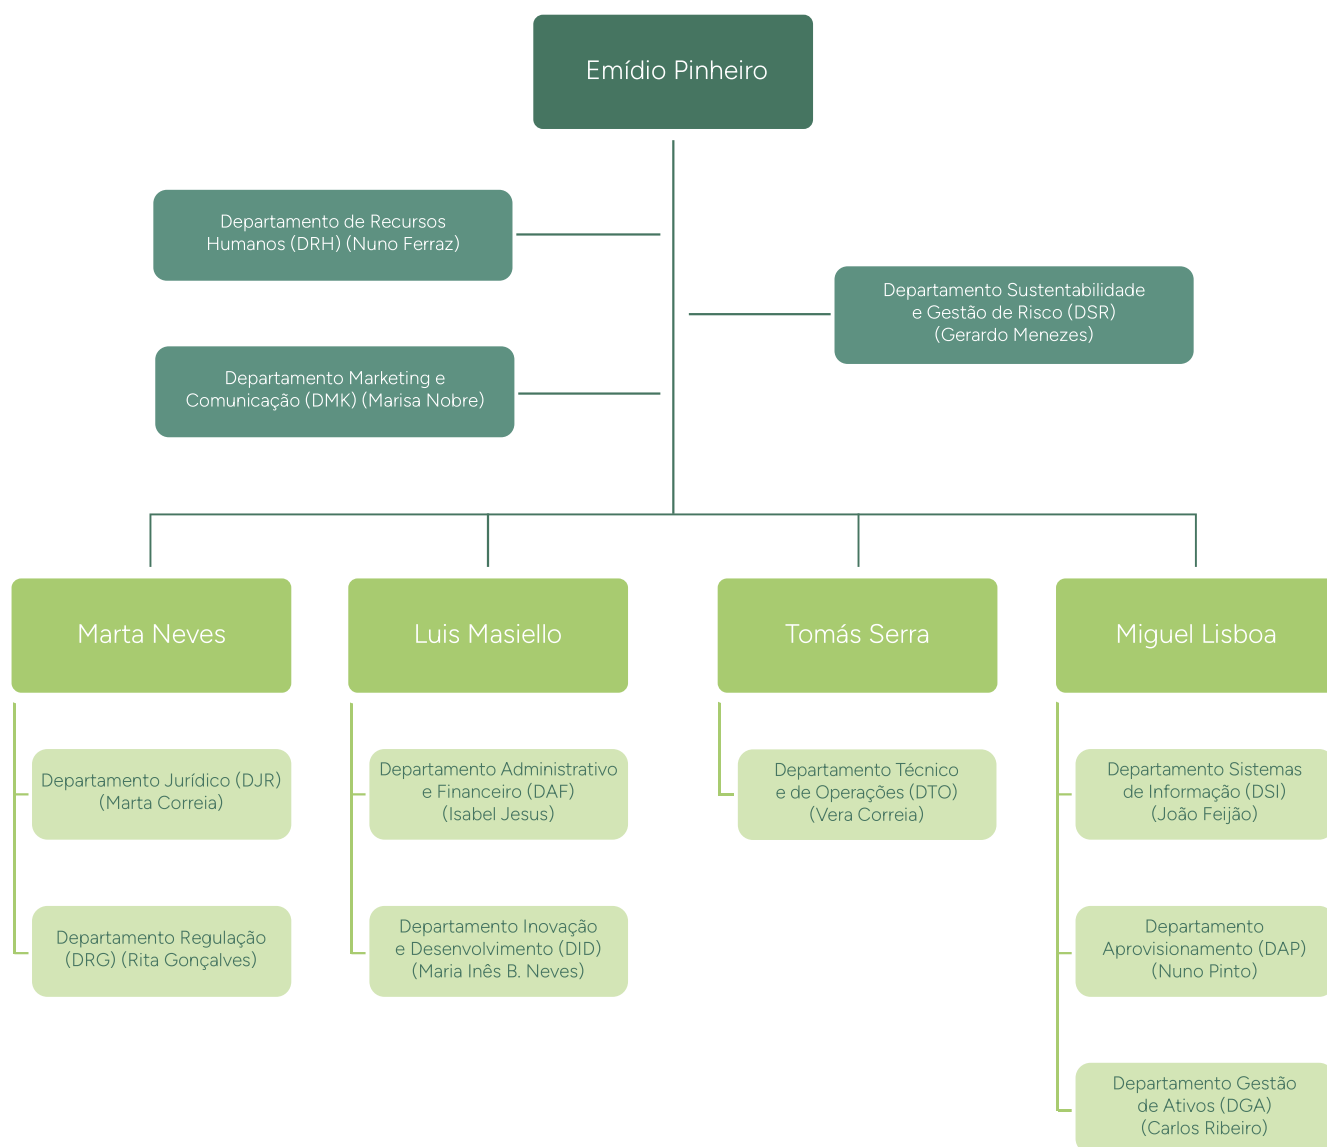 Emídio Pinheiro
Departamento de Recursos
Humanos (DRH) (Nuno Ferraz)
Departamento Sustentabilidade
e Gestão de Risco (DSR)
(Gerardo Menezes)
Departamento Marketing e
Comunicação (DMK) (Marisa Nobre)
Marta Neves
Luis Masiello
Tomás Serra
Miguel Lisboa
Departamento Jurídico (DJR)
(Marta Correia)
Departamento Administrativo
e Financeiro (DAF)
(Isabel Jesus)
Departamento Técnico
e de Operações (DTO)
(Vera Correia)
Departamento Sistemas
de Informação (DSI)
(João Feijão)
Departamento Regulação
(DRG) (Rita Gonçalves)
Departamento Inovação
e Desenvolvimento (DID)
(Maria Inês B. Neves)
Departamento
Aprovisionamento (DAP)
(Nuno Pinto)
Departamento Gestão
de Ativos (DGA)
(Carlos Ribeiro)